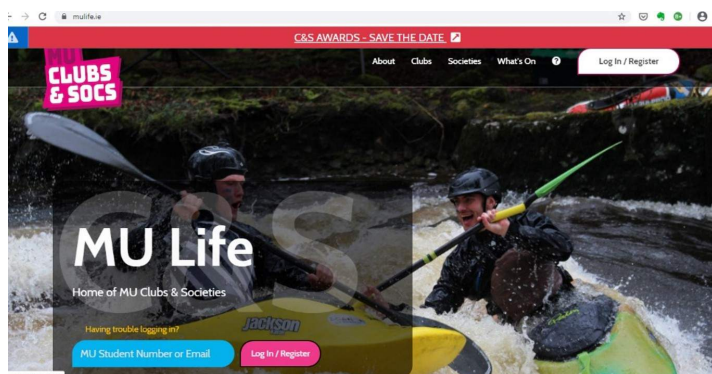 mulife.ie
C&S AWARDS - SAVE THE DATE
MU
CLUBS
& SOCS
About Clubs Societies What's On ? Log In / Register
C&S
MU Life
Home of MU Clubs & Societies
Jackson
Having trouble logging in?
MU Student Number or Email Log In / Register